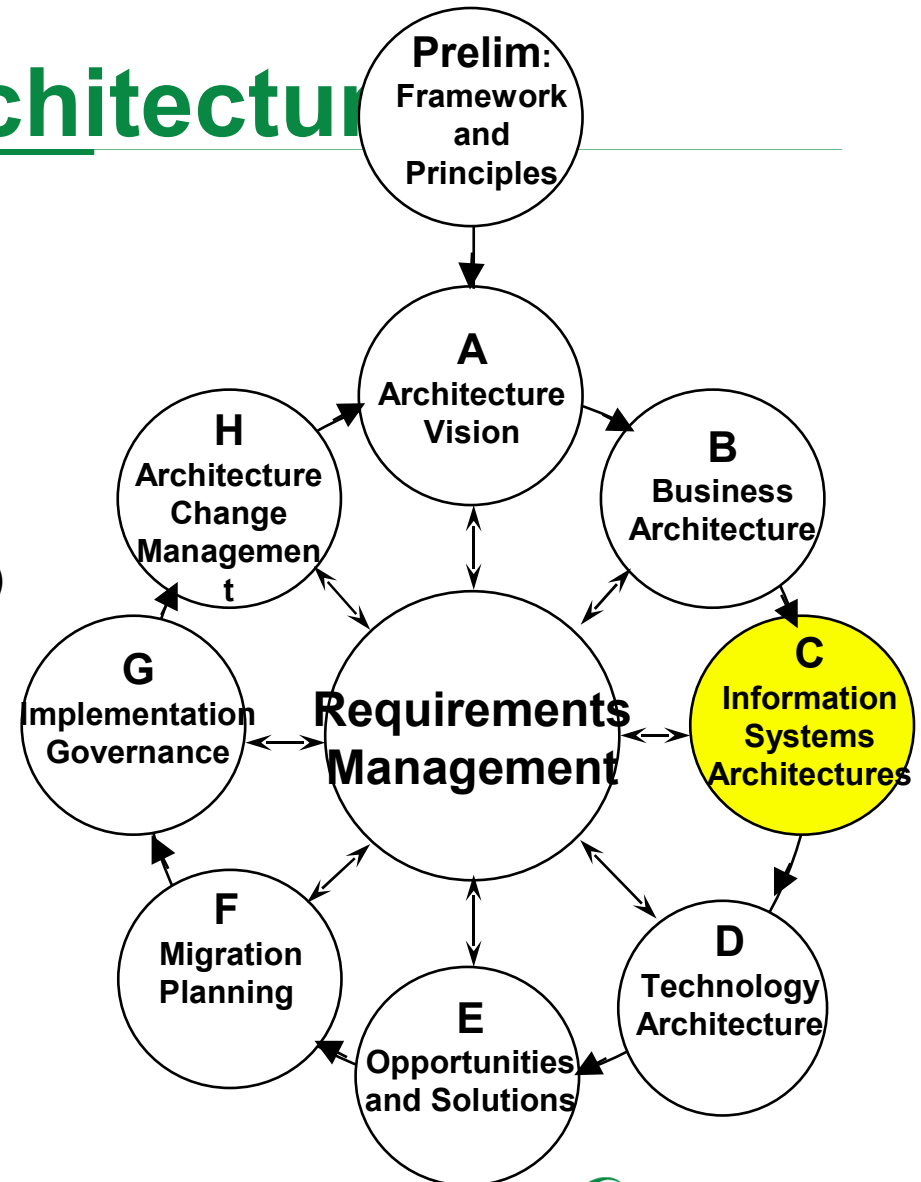 chitectur
Prelim:
Framework
and
Principles
A
Architecture
Vision
H
Architecture
Change
Managemen
t
B
Business
Architecture
)
G
Implementation
Governance
Requirements
Management
C
Information
Systems
Architectures
F
Migration
Planning
D
Technology
Architecture
E
Opportunities
and Solutions